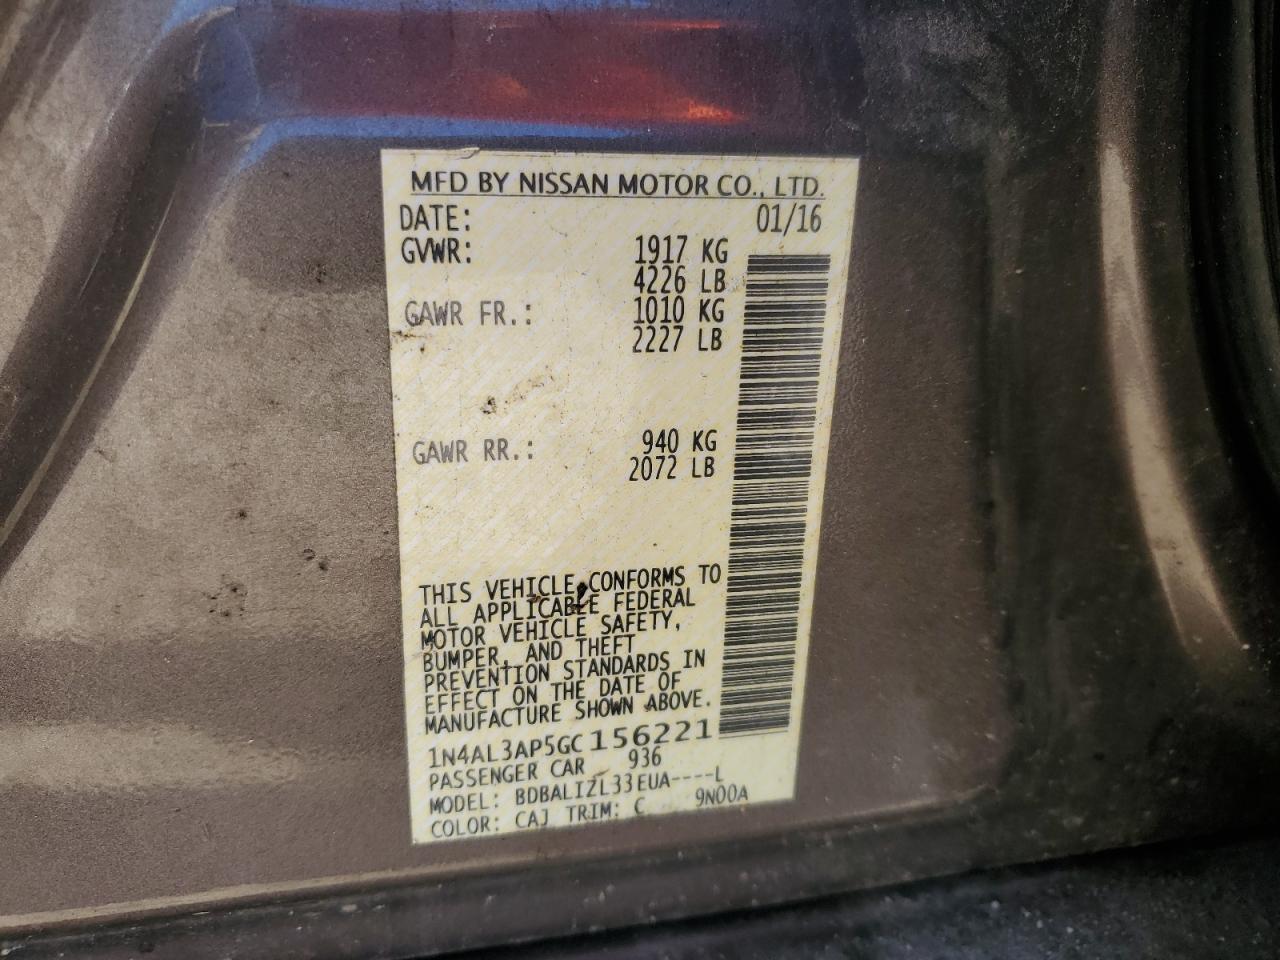 MFD BY NISSAN MOTOR CO., LTD.
DATE: 01/16
GVWR: 1917 KG
4226 LB
GAWR FR.: 1010 KG
2227 LB
GAWR RR.: 940 KG
2072 LB
THIS VEHICLE CONFORMS TO
ALL APPLICABLE FEDERAL
MOTOR VEHICLE SAFETY,
BUMPER, AND THEFT
PREVENTION STANDARDS IN
EFFECT ON THE DATE OF
MANUFACTURE SHOWN ABOVE.
1N4AL3AP5GC156221
PASSENGER CAR 936
MODEL: BDBALIZL33EUA----L
COLOR: CAJ TRIM: C 9N00A